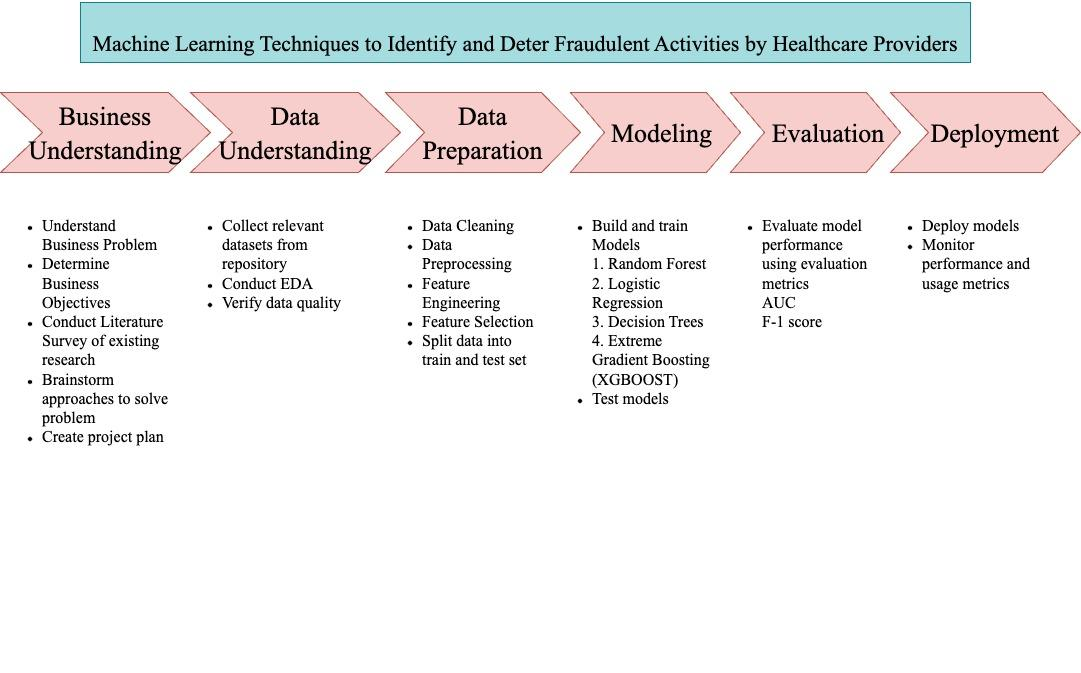 Machine Learning Techniques to Identify and Deter Fraudulent Activities by Healthcare Providers
Business
Understanding
Data
Understanding
Data
Preparation
Modeling
Evaluation
Deployment
• Understand
Business Problem
• Determine
Business
Objectives
• Conduct Literature
Survey of existing
research
• Brainstorm
approaches to solve
problem
• Create project plan
• Collect relevant
datasets from
repository
• Conduct EDA
• Verify data quality
• Data Cleaning
• Data
Preprocessing
• Feature
Engineering
• Feature Selection
• Split data into
train and test set
• Build and train
Models
1. Random Forest
2. Logistic
Regression
3. Decision Trees
4. Extreme
Gradient Boosting
(XGBOOST)
• Test models
• Evaluate model
performance
using evaluation
metrics
AUC
F-1 score
• Deploy models
• Monitor
performance and
usage metrics